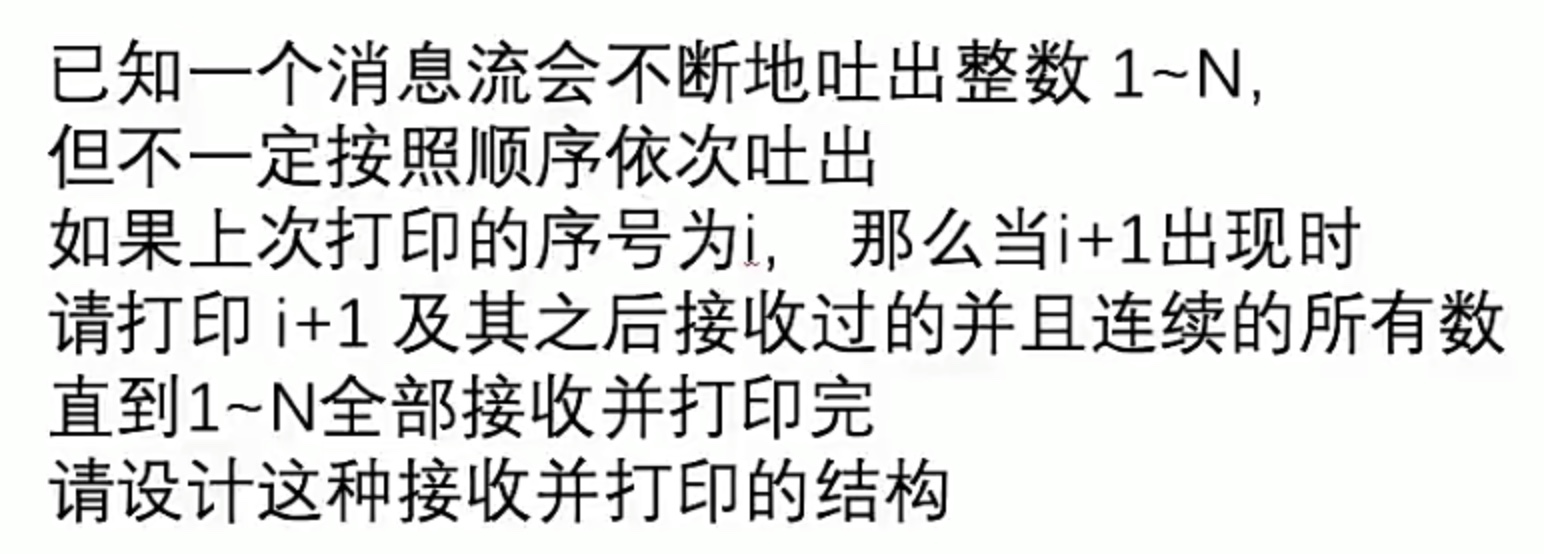 已知一个消息流会不断地吐出整数 1~N,
但不一定按照顺序依次吐出
如果上次打印的序号为i, 那么当i+1出现时
请打印 i+1 及其之后接收过的并且连续的所有数
直到1~N全部接收并打印完
请设计这种接收并打印的结构